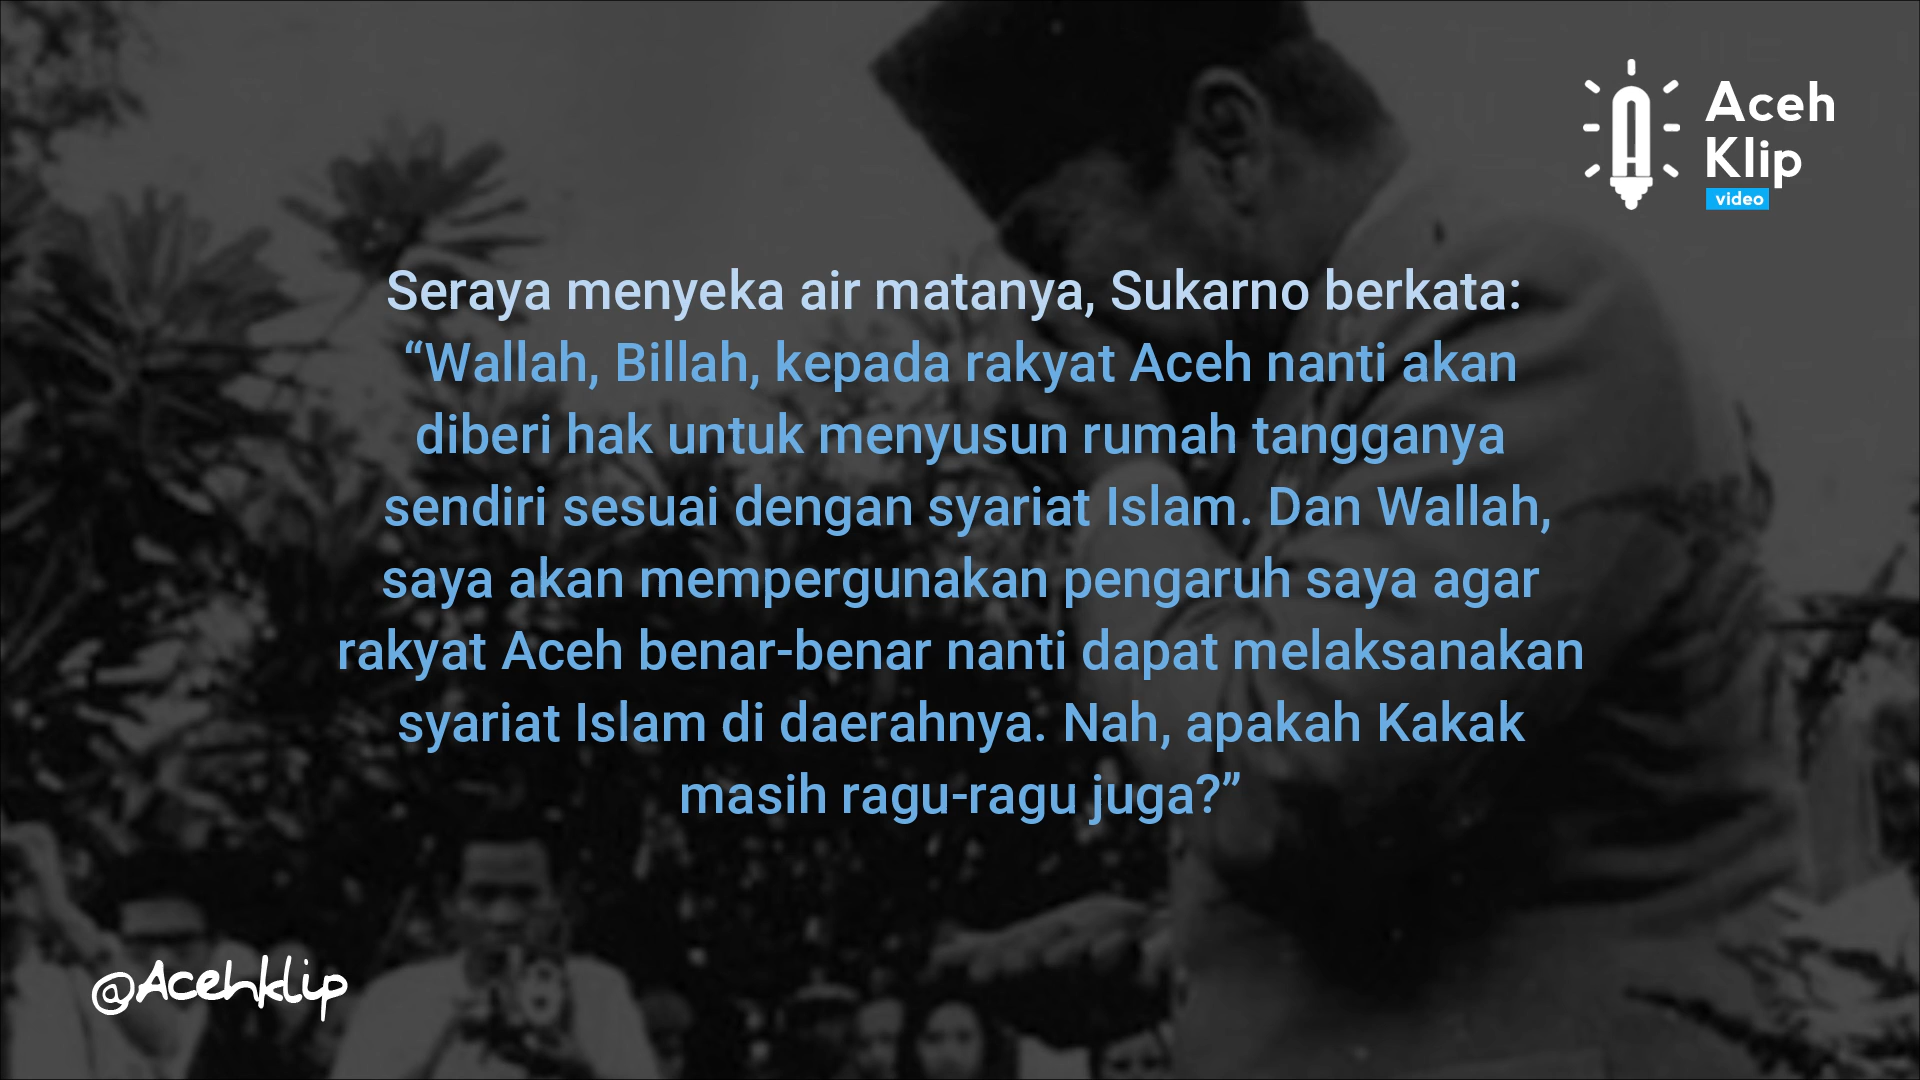 Aceh
Klip
video
Seraya menyeka air matanya, Sukarno berkata:
“Wallah, Billah, kepada rakyat Aceh nanti akan
diberi hak untuk menyusun rumah tangganya
sendiri sesuai dengan syariat Islam. Dan Wallah,
saya akan mempergunakan pengaruh saya agar
rakyat Aceh benar-benar nanti dapat melaksanakan
syariat Islam di daerahnya. Nah, apakah Kakak
masih ragu-ragu juga?”
@Acehklip